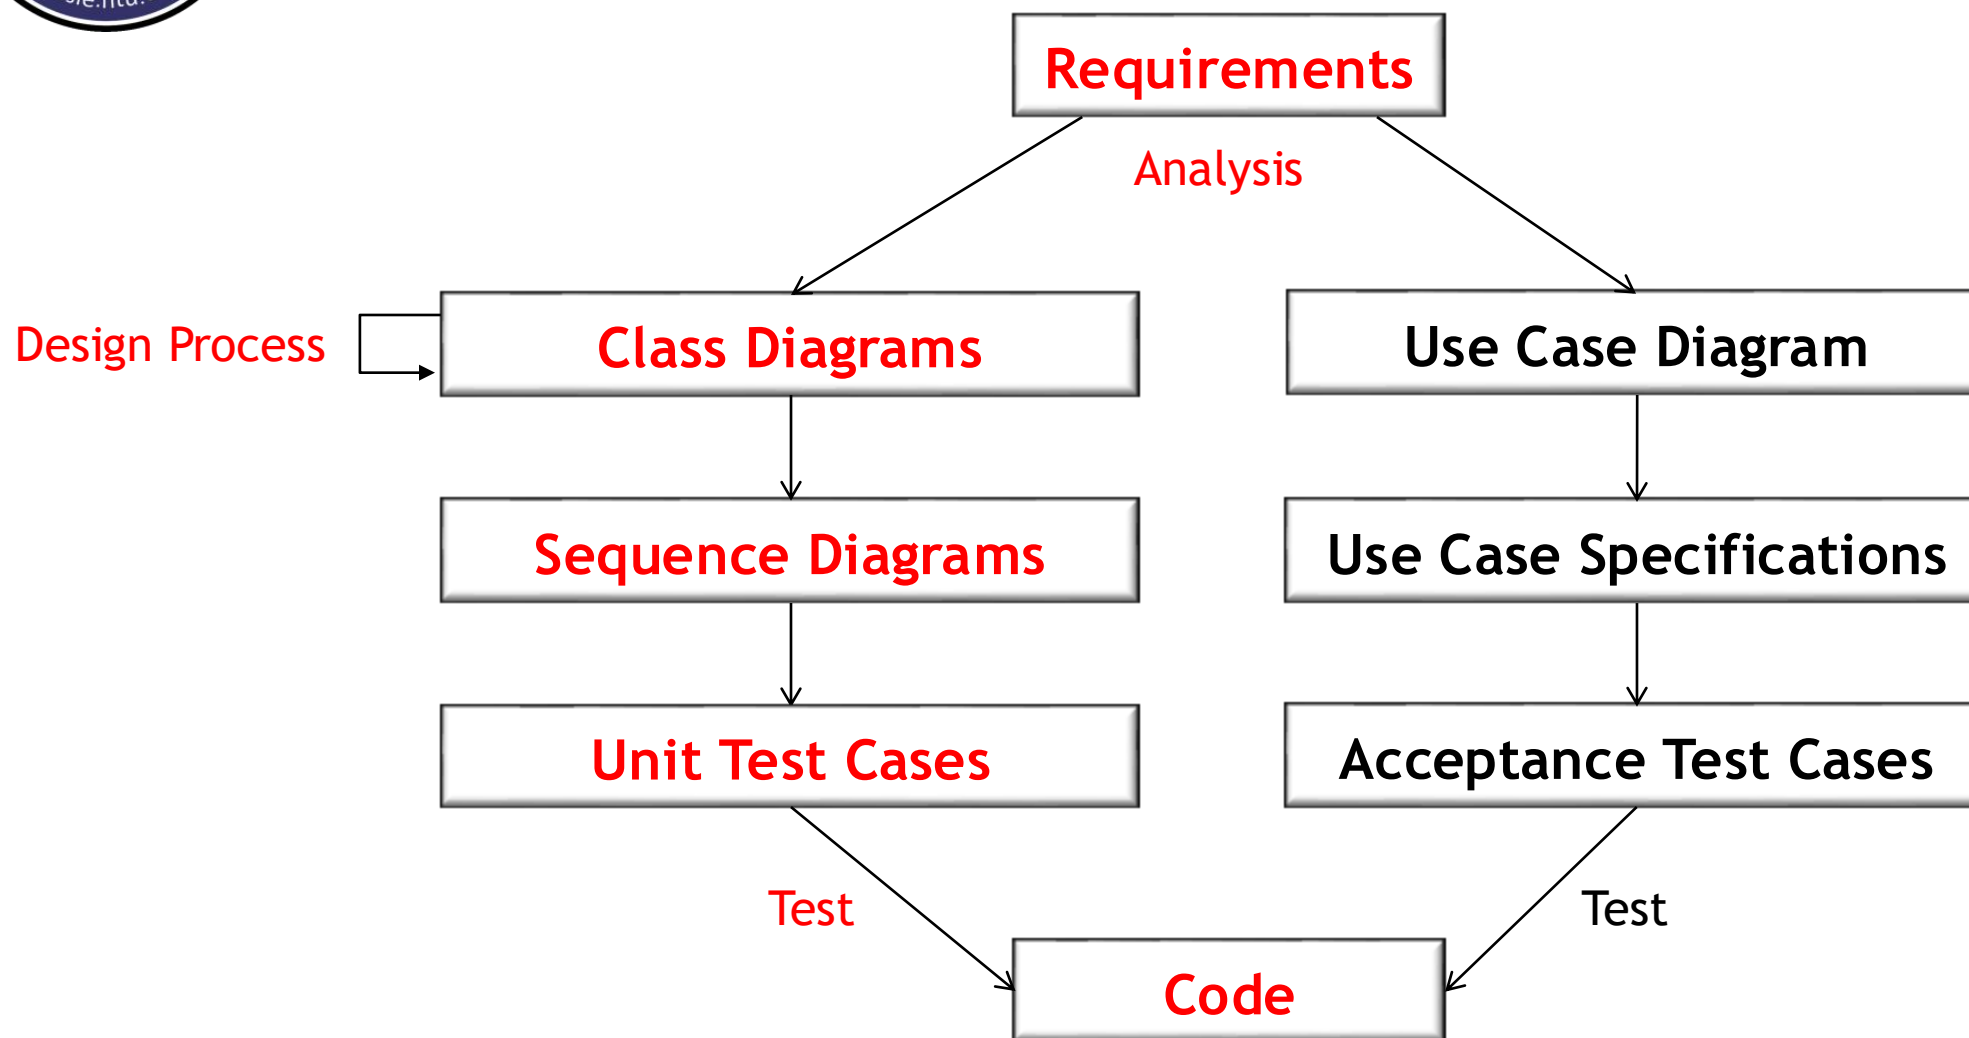 Requirements
Analysis
Design Process
Class Diagrams
Use Case Diagram
Sequence Diagrams
Use Case Specifications
Unit Test Cases
Acceptance Test Cases
Test
Test
Code